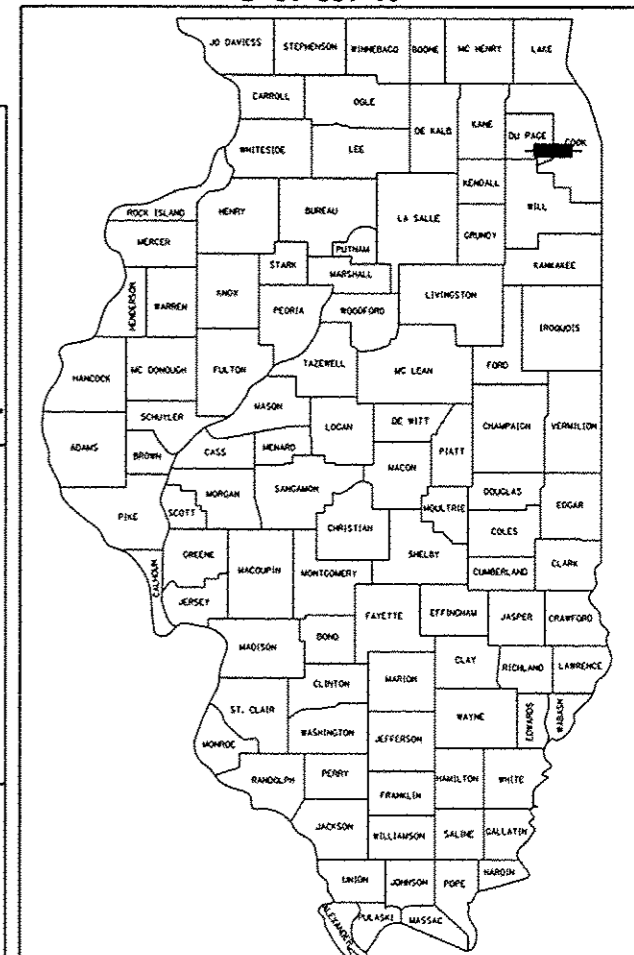 JO DAVIESS STEPHENSON WINNEBAGO BOONE MC HENRY LAKE
CARROLL OGLE
DE KALB KANE DU PAGE COOK
WHITESIDE LEE
KENDALL WILL
ROCK ISLAND HENRY BUREAU LA SALLE
MERCER PUTNAM GRUNDY
STARK MARSHALL KANKAKEE
HENDERSON WARREN KNOX PEORIA WOODFORD LIVINGSTON IROQUOIS
HANCOCK MC DONOUGH FULTON TAZEWELL MC LEAN FORD
MASON
SCHUYLER LOGAN DE WITT CHAMPAIGN VERMILION
ADAMS BROWN CASS MENARD MACON PIATT
MORGAN SANGAMON DOUGLAS
PIKE SCOTT CHRISTIAN MOULTRIE COLES EDGAR
GREENE MACOUPIN MONTGOMERY SHELBY CUMBERLAND CLARK
CALHOUN JERSEY
FAYETTE EFFINGHAM JASPER CRAWFORD
MADISON BOND
CLAY RICHLAND LAWRENCE
CLINTON MARION
ST. CLAIR WAYNE EDWARDS WABASH
WASHINGTON JEFFERSON
MONROE
RANDOLPH PERRY HAMILTON WHITE
FRANKLIN
JACKSON WILLIAMSON SALINE GALLATIN
UNION JOHNSON POPE HARDIN
ALEXANDER PULASKI MASSAC